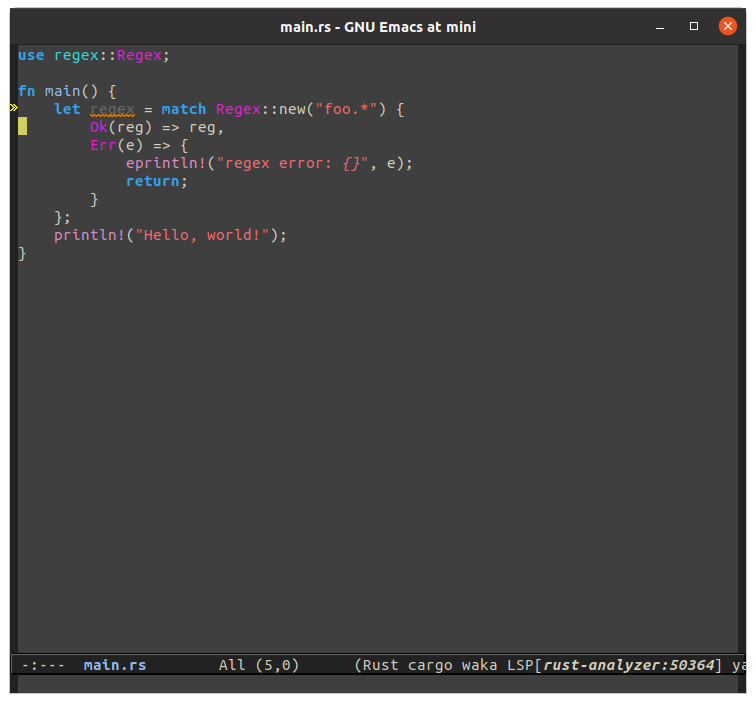 main.rs - GNU Emacs at mini
use regex::Regex;
fn main() {
    let regex = match Regex::new("foo.*") {
        Ok(reg) => reg,
        Err(e) => {
            eprintln!("regex error: {}", e);
            return;
        }
    };
    println!("Hello, world!");
}
-:--- main.rs All (5,0) (Rust cargo waka LSP[rust-analyzer:50364] ya